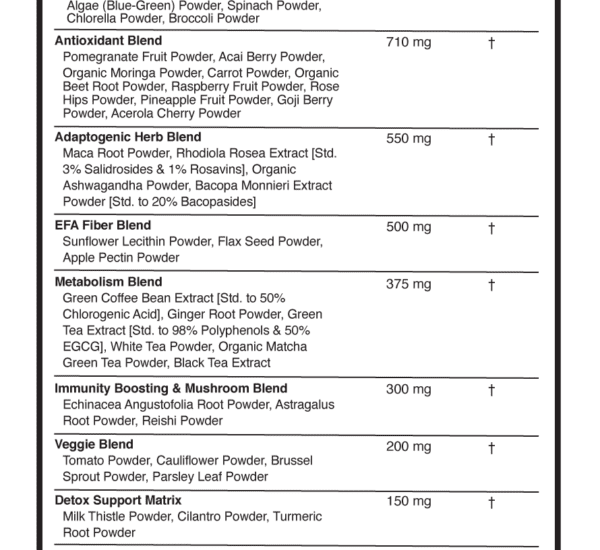 Algae (Blue-Green) Powder, Spinach Powder,
Chlorella Powder, Broccoli Powder
Antioxidant Blend 710 mg †
Pomegranate Fruit Powder, Acai Berry Powder,
Organic Moringa Powder, Carrot Powder, Organic
Beet Root Powder, Raspberry Fruit Powder, Rose
Hips Powder, Pineapple Fruit Powder, Goji Berry
Powder, Acerola Cherry Powder
Adaptogenic Herb Blend 550 mg †
Maca Root Powder, Rhodiola Rosea Extract [Std.
3% Salidrosides & 1% Rosavins], Organic
Ashwagandha Powder, Bacopa Monnieri Extract
Powder [Std. to 20% Bacopasides]
EFA Fiber Blend 500 mg †
Sunflower Lecithin Powder, Flax Seed Powder,
Apple Pectin Powder
Metabolism Blend 375 mg †
Green Coffee Bean Extract [Std. to 50%
Chlorogenic Acid], Ginger Root Powder, Green
Tea Extract [Std. to 98% Polyphenols & 50%
EGCG], White Tea Powder, Organic Matcha
Green Tea Powder, Black Tea Extract
Immunity Boosting & Mushroom Blend 300 mg †
Echinacea Angustofolia Root Powder, Astragalus
Root Powder, Reishi Powder
Veggie Blend 200 mg †
Tomato Powder, Cauliflower Powder, Brussel
Sprout Powder, Parsley Leaf Powder
Detox Support Matrix 150 mg †
Milk Thistle Powder, Cilantro Powder, Turmeric
Root Powder